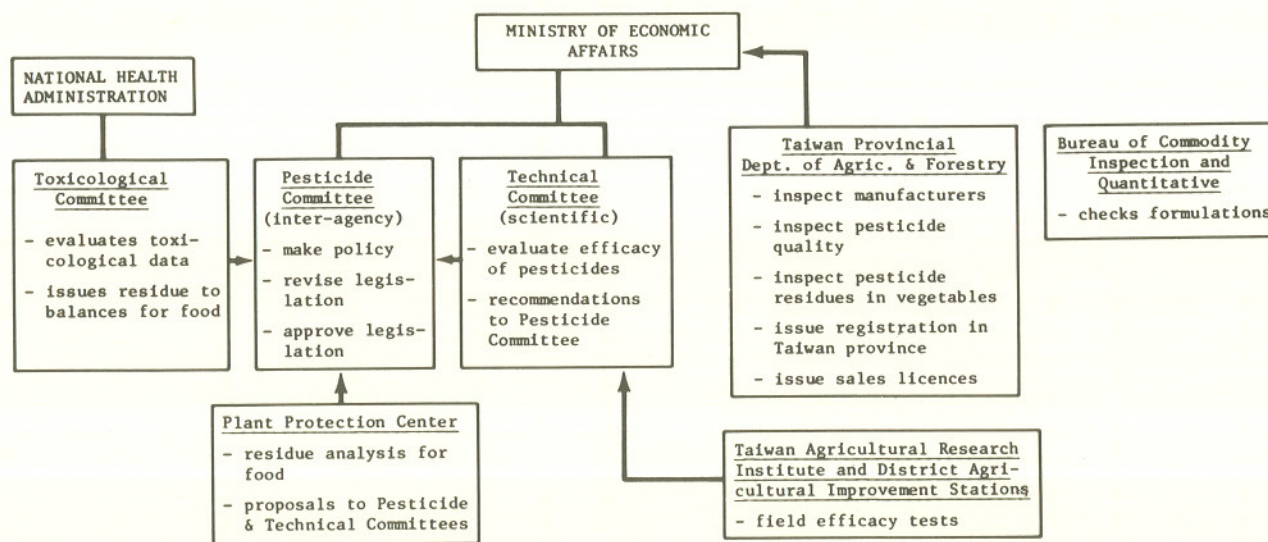 MINISTRY OF ECONOMIC
AFFAIRS
NATIONAL HEALTH
ADMINISTRATION
Toxicological
Committee
- evaluates toxi-
cological data
- issues residue to
balances for food
Pesticide
Committee
(inter-agency)
- make policy
- revise legis-
lation
- approve legis-
lation
Technical
Committee
(scientific)
- evaluate efficacy
of pesticides
- recommendations
to Pesticide
Committee
Taiwan Provincial
Dept. of Agric. & Forestry
- inspect manufacturers
- inspect pesticide
quality
- inspect pesticide
residues in vegetables
- issue registration in
Taiwan province
- issue sales licences
Bureau of Commodity
Inspection and
Quantitative
- checks formulations
Plant Protection Center
- residue analysis for
food
- proposals to Pesticide
& Technical Committees
Taiwan Agricultural Research
Institute and District Agri-
cultural Improvement Stations
- field efficacy tests